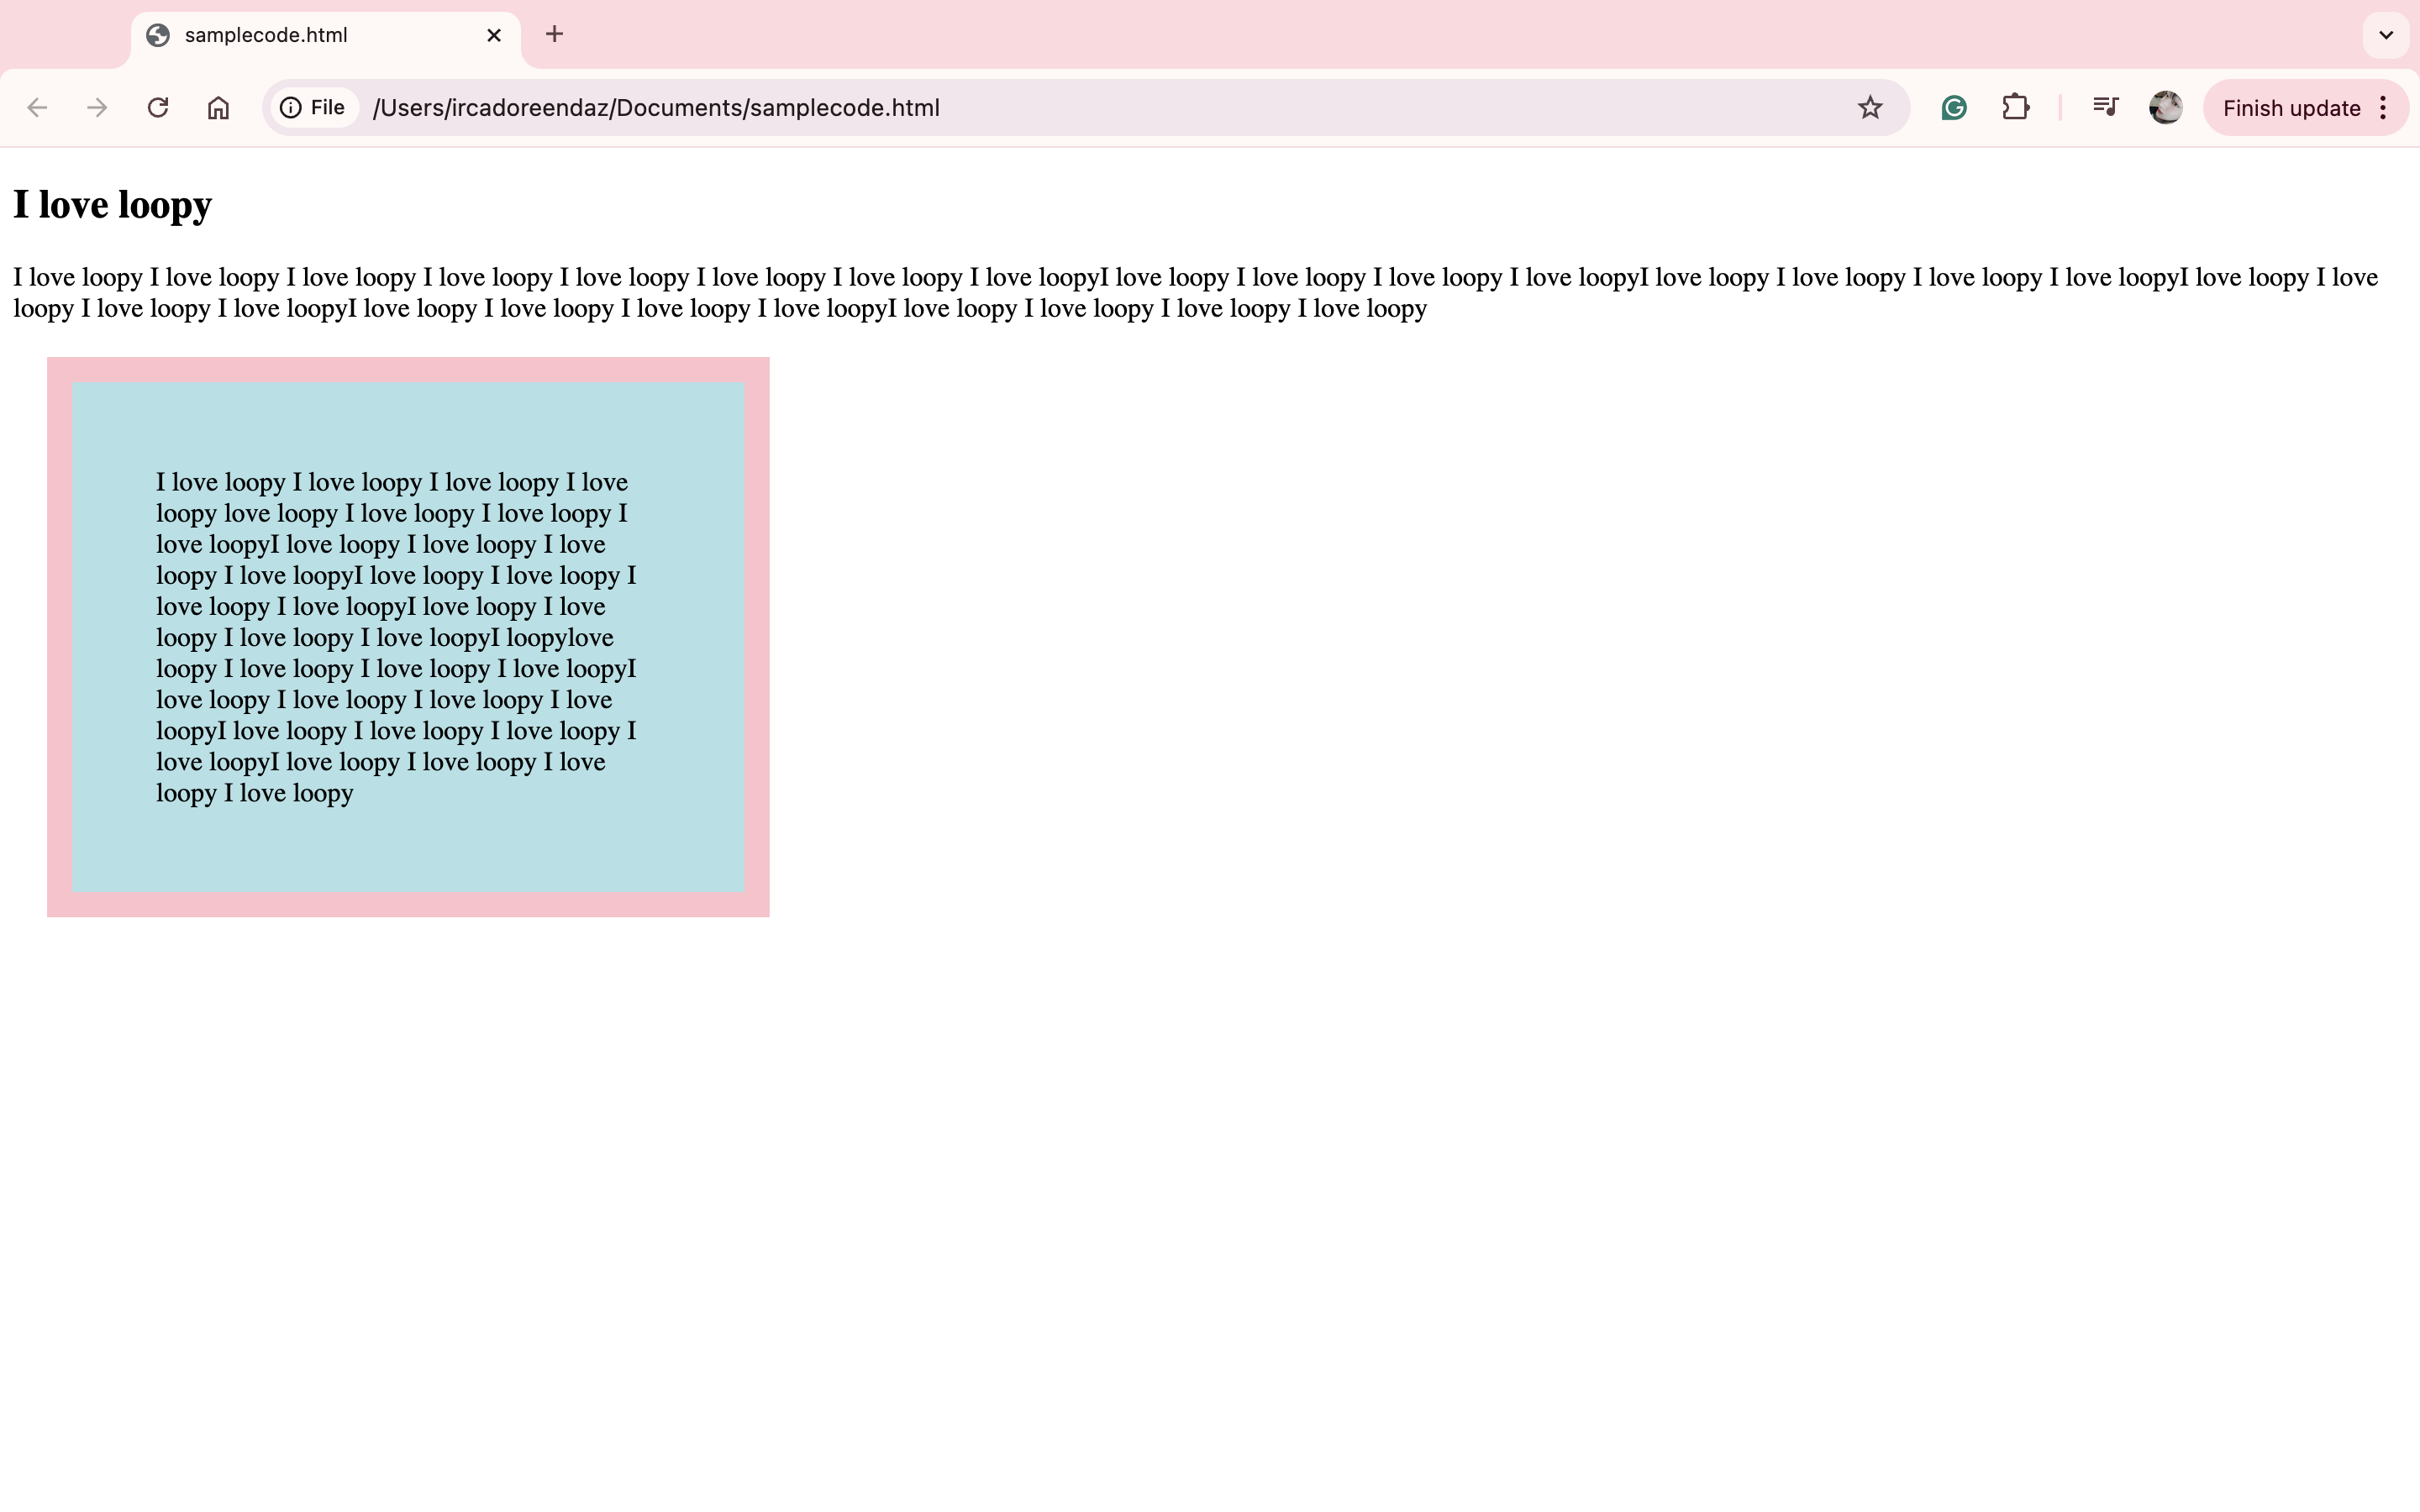 samplecode.html
File /Users/ircadoreendaz/Documents/samplecode.html
Finish update
I love loopy
I love loopy I love loopy I love loopy I love loopy I love loopy I love loopy I love loopy I love loopyI love loopy I love loopy I love loopy I love loopyI love loopy I love loopy I love loopy I love loopyI love loopy I love
loopy I love loopy I love loopyI love loopy I love loopy I love loopy I love loopyI love loopy I love loopy I love loopy I love loopy
I love loopy I love loopy I love loopy I love
loopy love loopy I love loopy I love loopy I
love loopyI love loopy I love loopy I love
loopy I love loopyI love loopy I love loopy I
love loopy I love loopyI love loopy I love
loopy I love loopy I love loopyI loopylove
loopy I love loopy I love loopy I love loopyI
love loopy I love loopy I love loopy I love
loopyI love loopy I love loopy I love loopy I
love loopyI love loopy I love loopy I love
loopy I love loopy